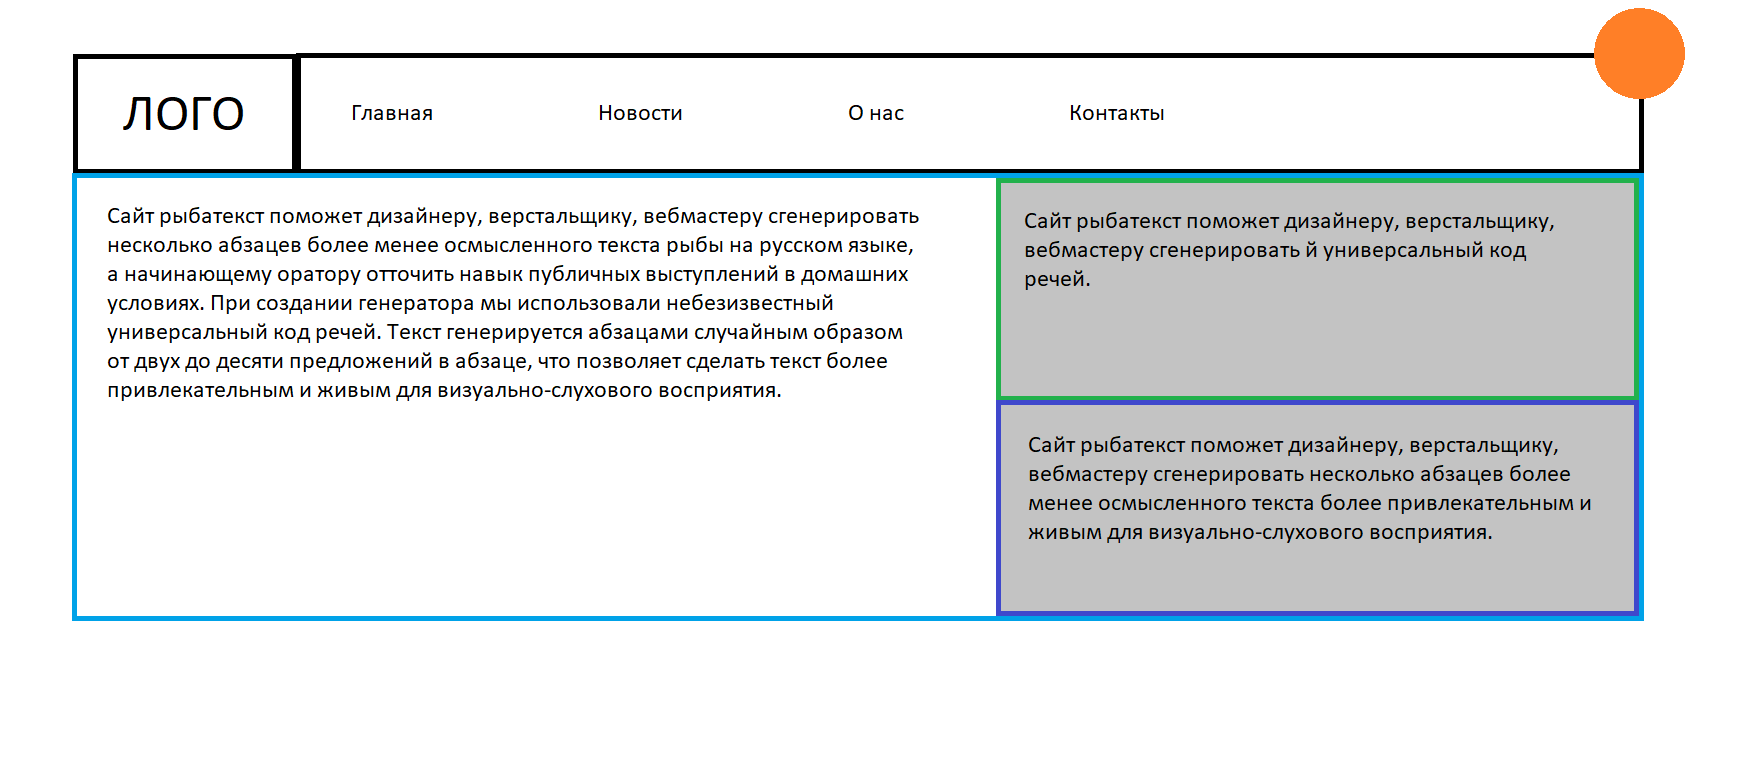 ЛОГО
Главная
Новости
О нас
Контакты
Сайт рыбатекст поможет дизайнеру, верстальщику, вебмастеру сгенерировать
несколько абзацев более менее осмысленного текста рыбы на русском языке,
а начинающему оратору отточить навык публичных выступлений в домашних
условиях. При создании генератора мы использовали небезизвестный
универсальный код речей. Текст генерируется абзацами случайным образом
от двух до десяти предложений в абзаце, что позволяет сделать текст более
привлекательным и живым для визуально-слухового восприятия.
Сайт рыбатекст поможет дизайнеру, верстальщику,
вебмастеру сгенерировать й универсальный код
речей.
Сайт рыбатекст поможет дизайнеру, верстальщику,
вебмастеру сгенерировать несколько абзацев более
менее осмысленного текста более привлекательным и
живым для визуально-слухового восприятия.